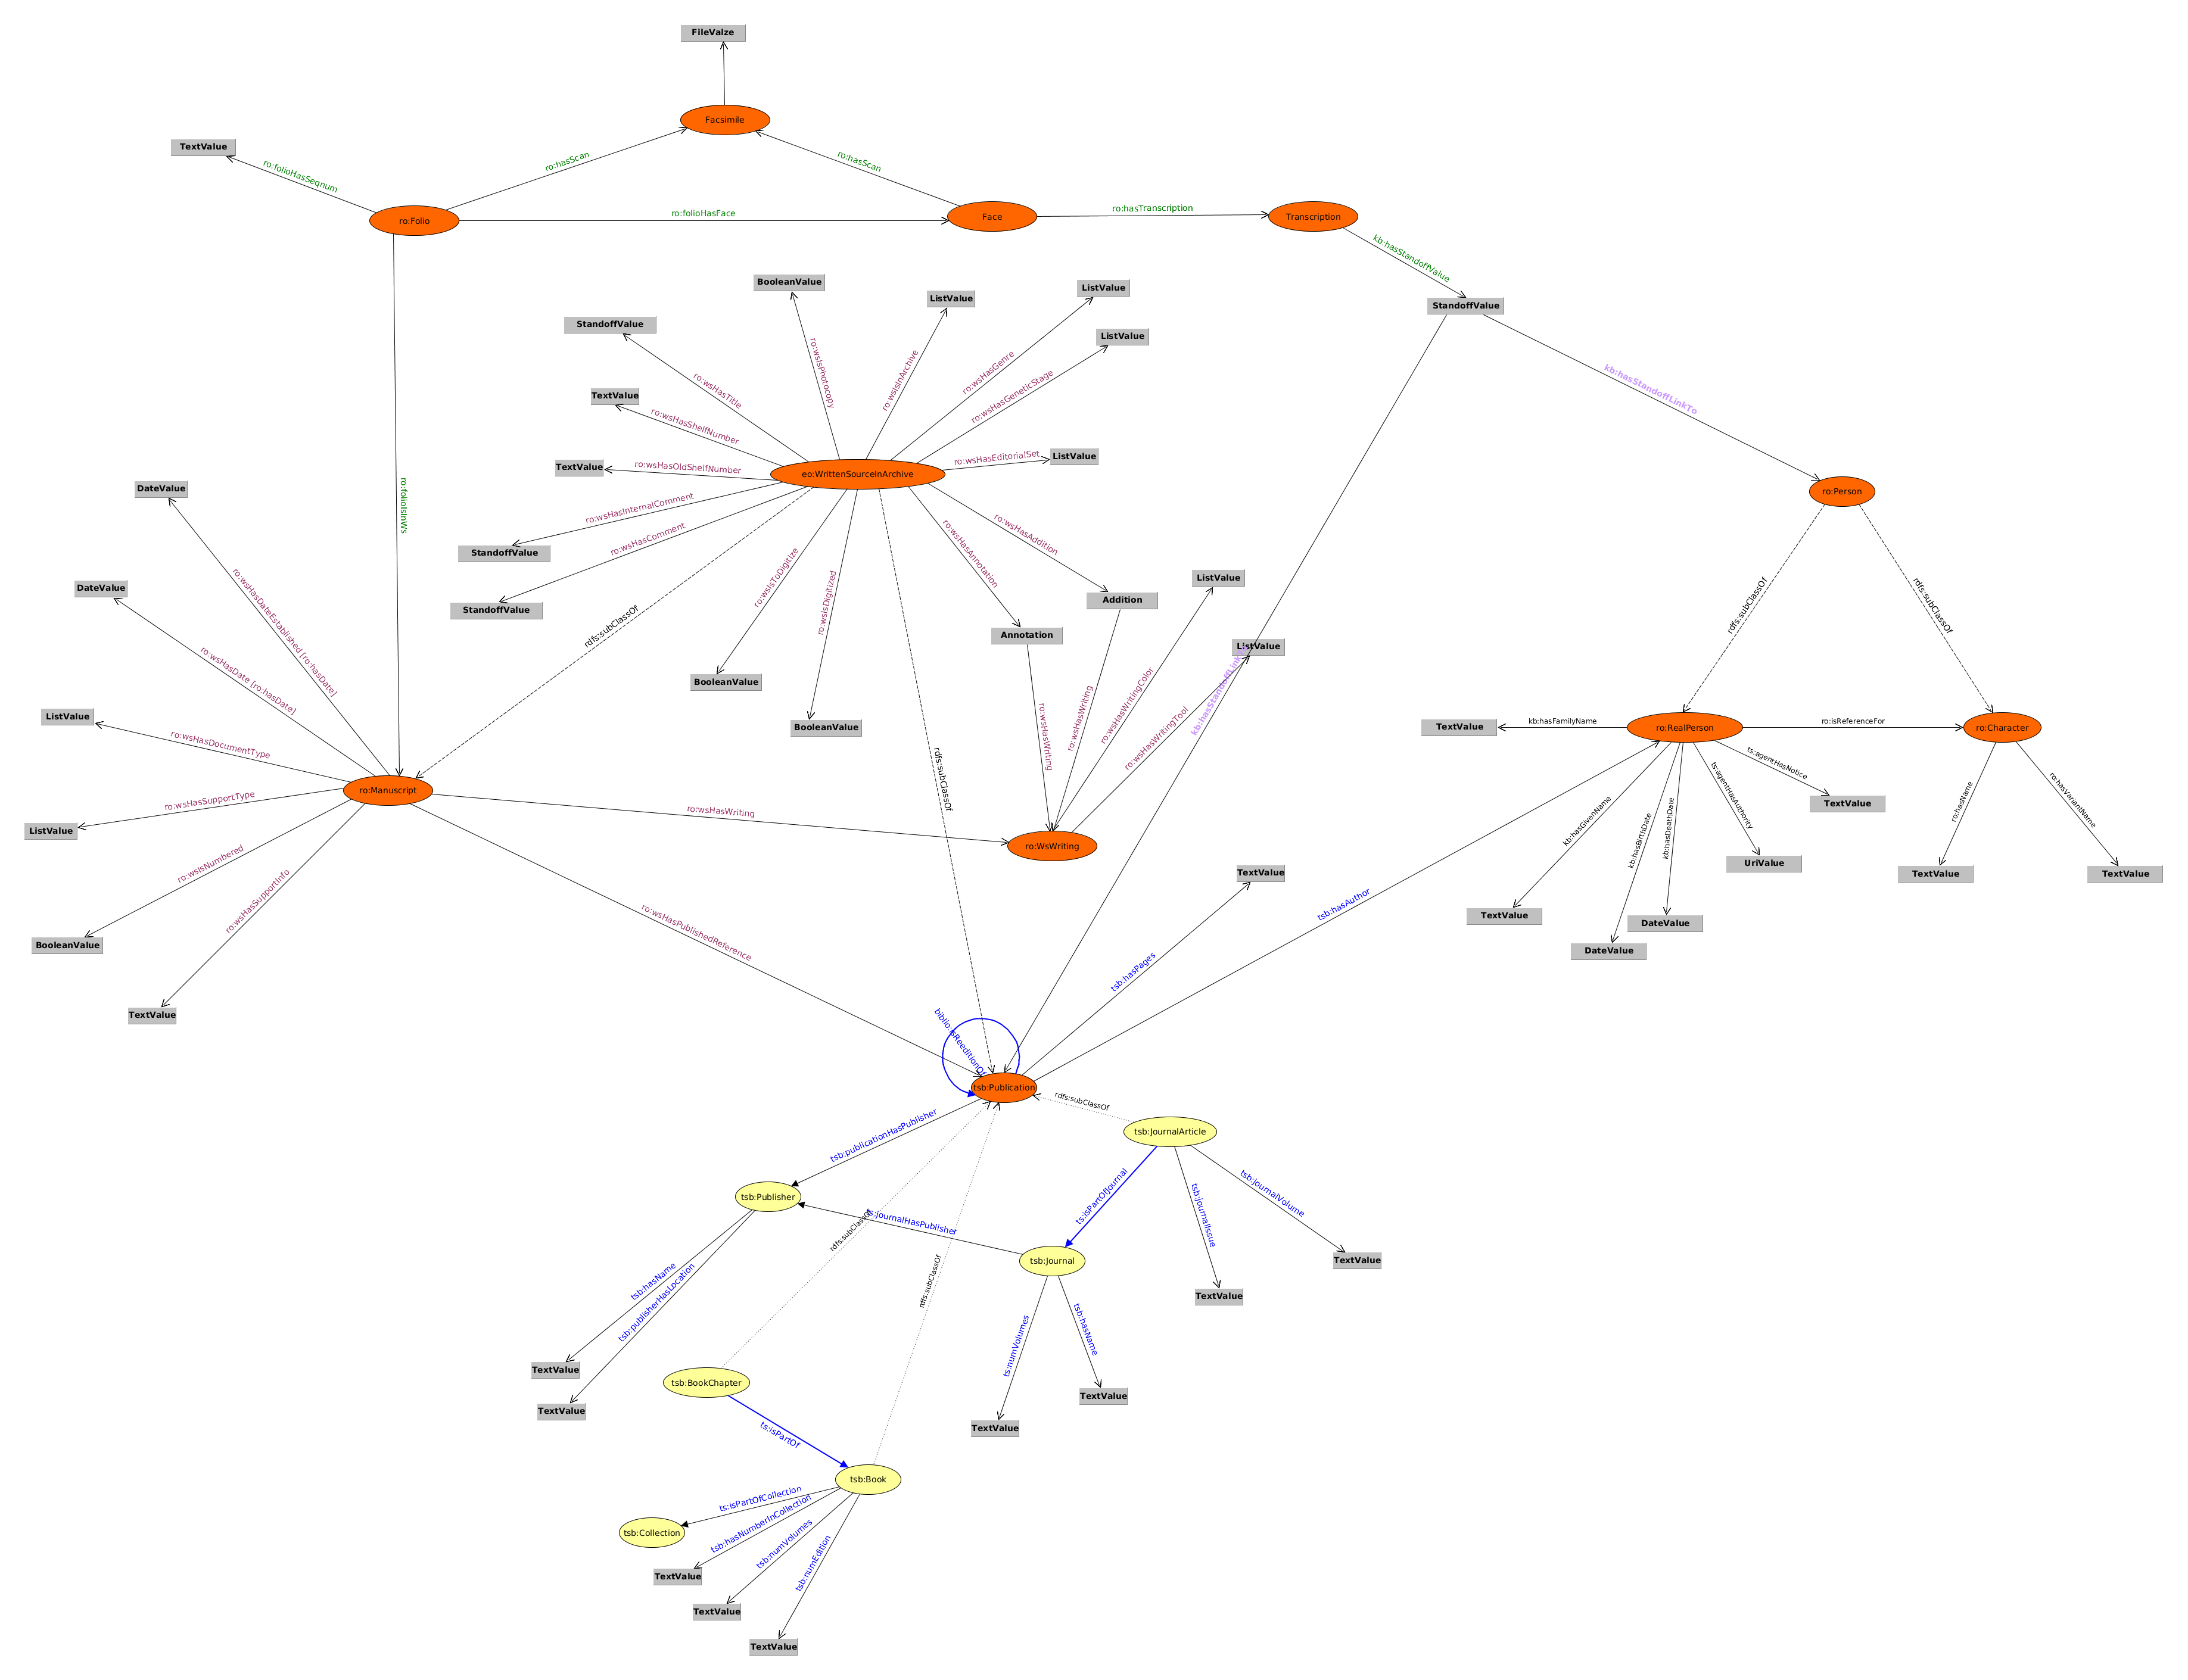 FileValze
Facsimile
TextValue
ro:folioHasSeqnum
ro:hasScan
ro:hasScan
ro:Folio
ro:folioHasFace
Face
ro:hasTranscription
Transcription
kb:hasStandoffValue
StandoffValue
BooleanValue
ListValue
ListValue
StandoffValue
ListValue
ro:wsHasTitle
ro:wsIsPhotocopy
ro:wsIsInArchive
ro:wsHasGenre
ro:wsHasGeneticStage
kb:hasStandoffLinkTo
TextValue
ro:wsHasShelfNumber
TextValue
ro:wsHasOldShelfNumber
eo:WrittenSourceInArchive
ro:wsHasEditorialSet
ListValue
ro:Person
DateValue
ro:folioIsInWs
ro:wsHasInternalComment
StandoffValue
ro:wsHasComment
StandoffValue
ro:wsIsToDigitize
ro:wsIsDigitized
ro:wsHasAnnotation
ro:wsHasAddition
DateValue
ro:wsHasDateEstablished [ro:hasDate]
rdfs:subClassOf
ListValue
Addition
Annotation
ListValue
rdfs:subClassOf
rdfs:subClassOf
ro:wsHasDate [ro:hasDate]
BooleanValue
BooleanValue
ListValue
ro:wsHasDocumentType
ro:wsHasWriting
ro:wsHasWriting
ro:wsHasWritingColor
ro:wsHasWritingTool
kb:hasStandoffLinkTo
TextValue
kb:hasFamilyName
ro:RealPerson
ro:isReferenceFor
ro:Character
ro:Manuscript
ro:wsHasSupportType
ListValue
ro:wsHasWriting
rdfs:subClassOf
ro:WsWriting
ts:agentHasNotice
TextValue
ts:agentHasAuthority
kb:hasGivenName
kb:hasBirthDate
kb:hasDeathDate
ro:hasName
ro:hasVariantName
UriValue
TextValue
TextValue
ro:wsIsNumbered
ro:wsHasSupportInfo
BooleanValue
TextValue
ro:wsHasPublishedReference
TextValue
tsb:hasAuthor
TextValue
DateValue
DateValue
tsb:hasPages
biblio:isReeditionOf
tsb:Publication
rdfs:subClassOf
tsb:JournalArticle
tsb:publicationHasPublisher
tsb:Publisher
ts:journalHasPublisher
ts:isPartOfJournal
tsb:journalIssue
tsb:journalVolume
rdfs:subClassOf
rdfs:subClassOf
tsb:Journal
TextValue
TextValue
tsb:hasName
tsb:publisherHasLocation
ts:numVolumes
tsb:hasName
TextValue
TextValue
tsb:BookChapter
TextValue
TextValue
ts:isPartOf
tsb:Book
ts:isPartOfCollection
tsb:hasNumberInCollection
tsb:numVolumes
tsb:numEdition
tsb:Collection
TextValue
TextValue
TextValue